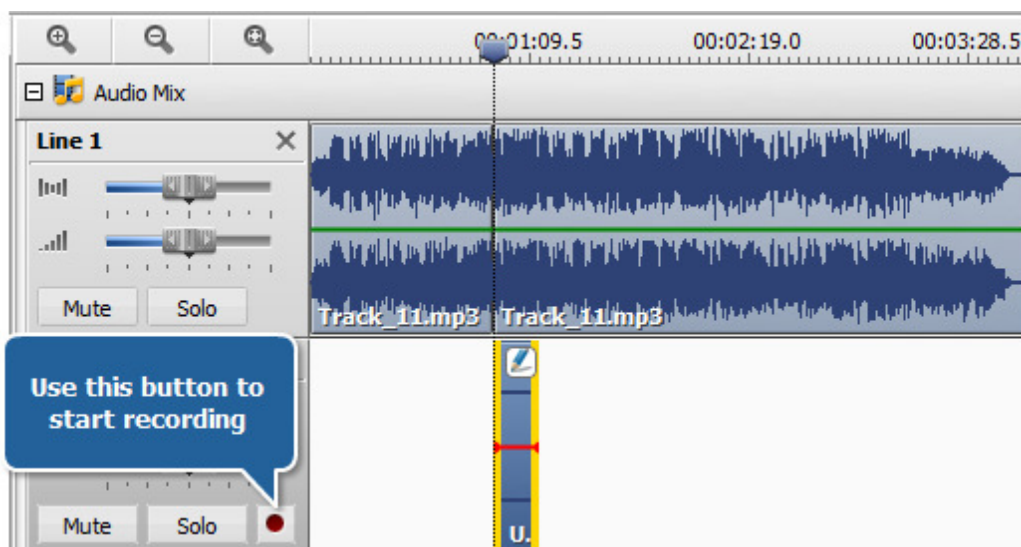 00:01:09.5 00:02:19.0 00:03:28.5
Audio Mix
Line 1
Mute Solo
Track_11.mp3 Track_11.mp3
Use this button to
start recording
Mute Solo
U.